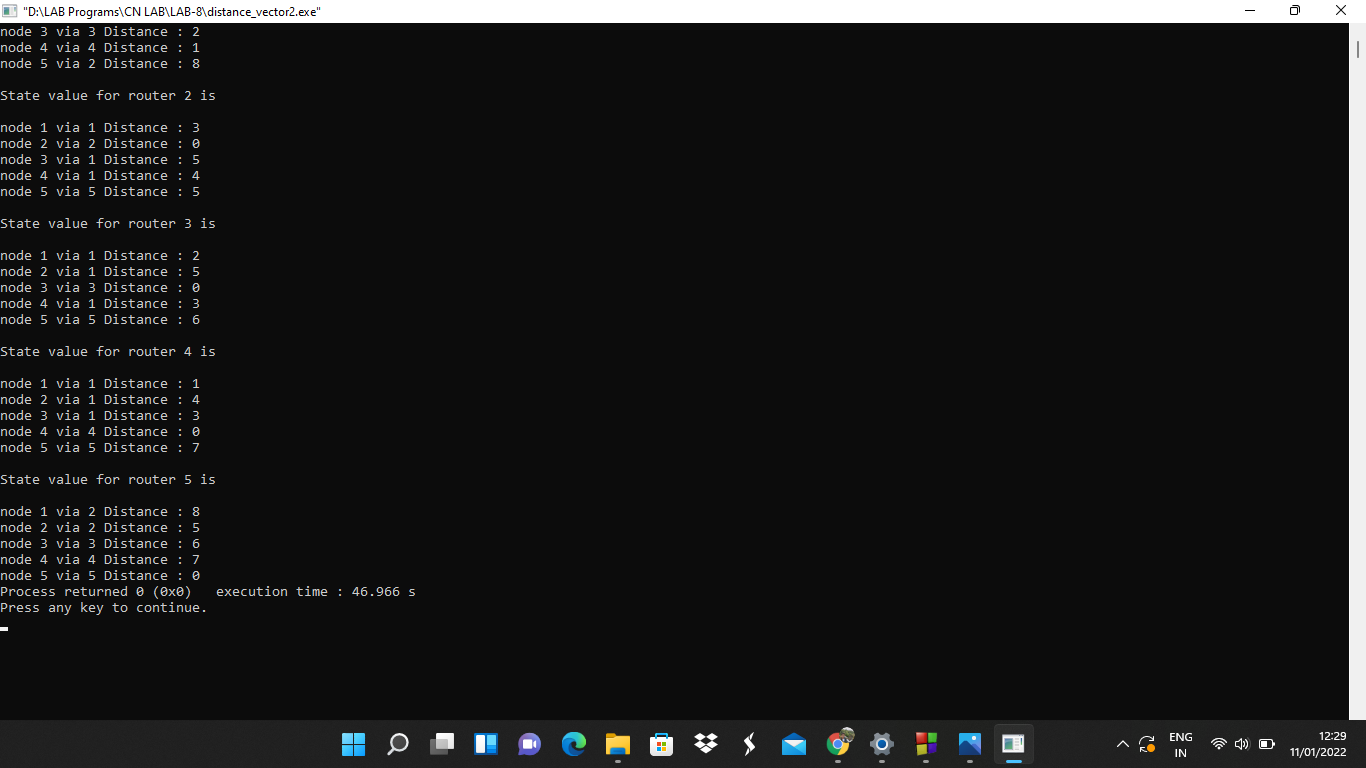 "D:\LAB Programs\CN LAB\LAB-8\distance_vector2.exe"
node 3 via 3 Distance : 2
node 4 via 4 Distance : 1
node 5 via 2 Distance : 8
State value for router 2 is
node 1 via 1 Distance : 3
node 2 via 2 Distance : 0
node 3 via 1 Distance : 5
node 4 via 1 Distance : 4
node 5 via 5 Distance : 5
State value for router 3 is
node 1 via 1 Distance : 2
node 2 via 1 Distance : 5
node 3 via 3 Distance : 0
node 4 via 1 Distance : 3
node 5 via 5 Distance : 6
State value for router 4 is
node 1 via 1 Distance : 1
node 2 via 1 Distance : 4
node 3 via 1 Distance : 3
node 4 via 4 Distance : 0
node 5 via 5 Distance : 7
State value for router 5 is
node 1 via 2 Distance : 8
node 2 via 2 Distance : 5
node 3 via 3 Distance : 6
node 4 via 4 Distance : 7
node 5 via 5 Distance : 0
Process returned 0 (0x0)   execution time : 46.966 s
Press any key to continue.
ENG
IN
12:29
11/01/2022